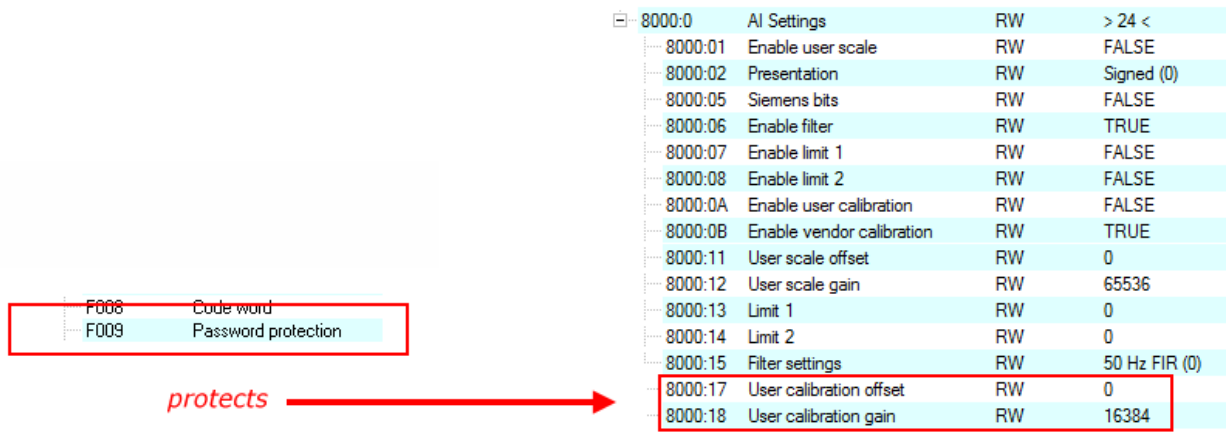 8000:0 AI Settings RW > 24 <
8000:01 Enable user scale RW FALSE
8000:02 Presentation RW Signed (0)
8000:05 Siemens bits RW FALSE
8000:06 Enable filter RW TRUE
8000:07 Enable limit 1 RW FALSE
8000:08 Enable limit 2 RW FALSE
8000:0A Enable user calibration RW FALSE
8000:0B Enable vendor calibration RW TRUE
8000:11 User scale offset RW 0
8000:12 User scale gain RW 65536
8000:13 Limit 1 RW 0
8000:14 Limit 2 RW 0
8000:15 Filter settings RW 50 Hz FIR (0)
8000:17 User calibration offset RW 0
8000:18 User calibration gain RW 16384
F008 Code word
F009 Password protection
protects